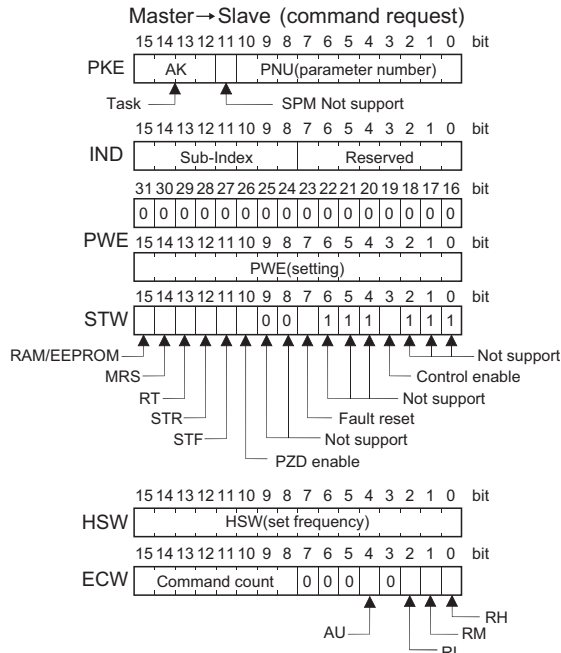 Master→Slave (command request)
15 14 13 12 11 10 9 8 7 6 5 4 3 2 1 0 bit
PKE AK PNU(parameter number)
Task SPM Not support
15 14 13 12 11 10 9 8 7 6 5 4 3 2 1 0 bit
IND Sub-Index Reserved
31 30 29 28 27 26 25 24 23 22 21 20 19 18 17 16
0 0 0 0 0 0 0 0 0 0 0 0 0 0 0 0
PWE
15 14 13 12 11 10 9 8 7 6 5 4 3 2 1 0 bit
PWE(setting)
15 14 13 12 11 10 9 8 7 6 5 4 3 2 1 0 bit
STW 0 0 1 1 1 1 1 1
RAM/EEPROM Not support
MRS Control enable
RT Not support
STR Fault reset
STF Not support
PZD enable
15 14 13 12 11 10 9 8 7 6 5 4 3 2 1 0 bit
HSW HSW(set frequency)
15 14 13 12 11 10 9 8 7 6 5 4 3 2 1 0 bit
ECW Command count 0 0 0 0
RH
AU RM
RL